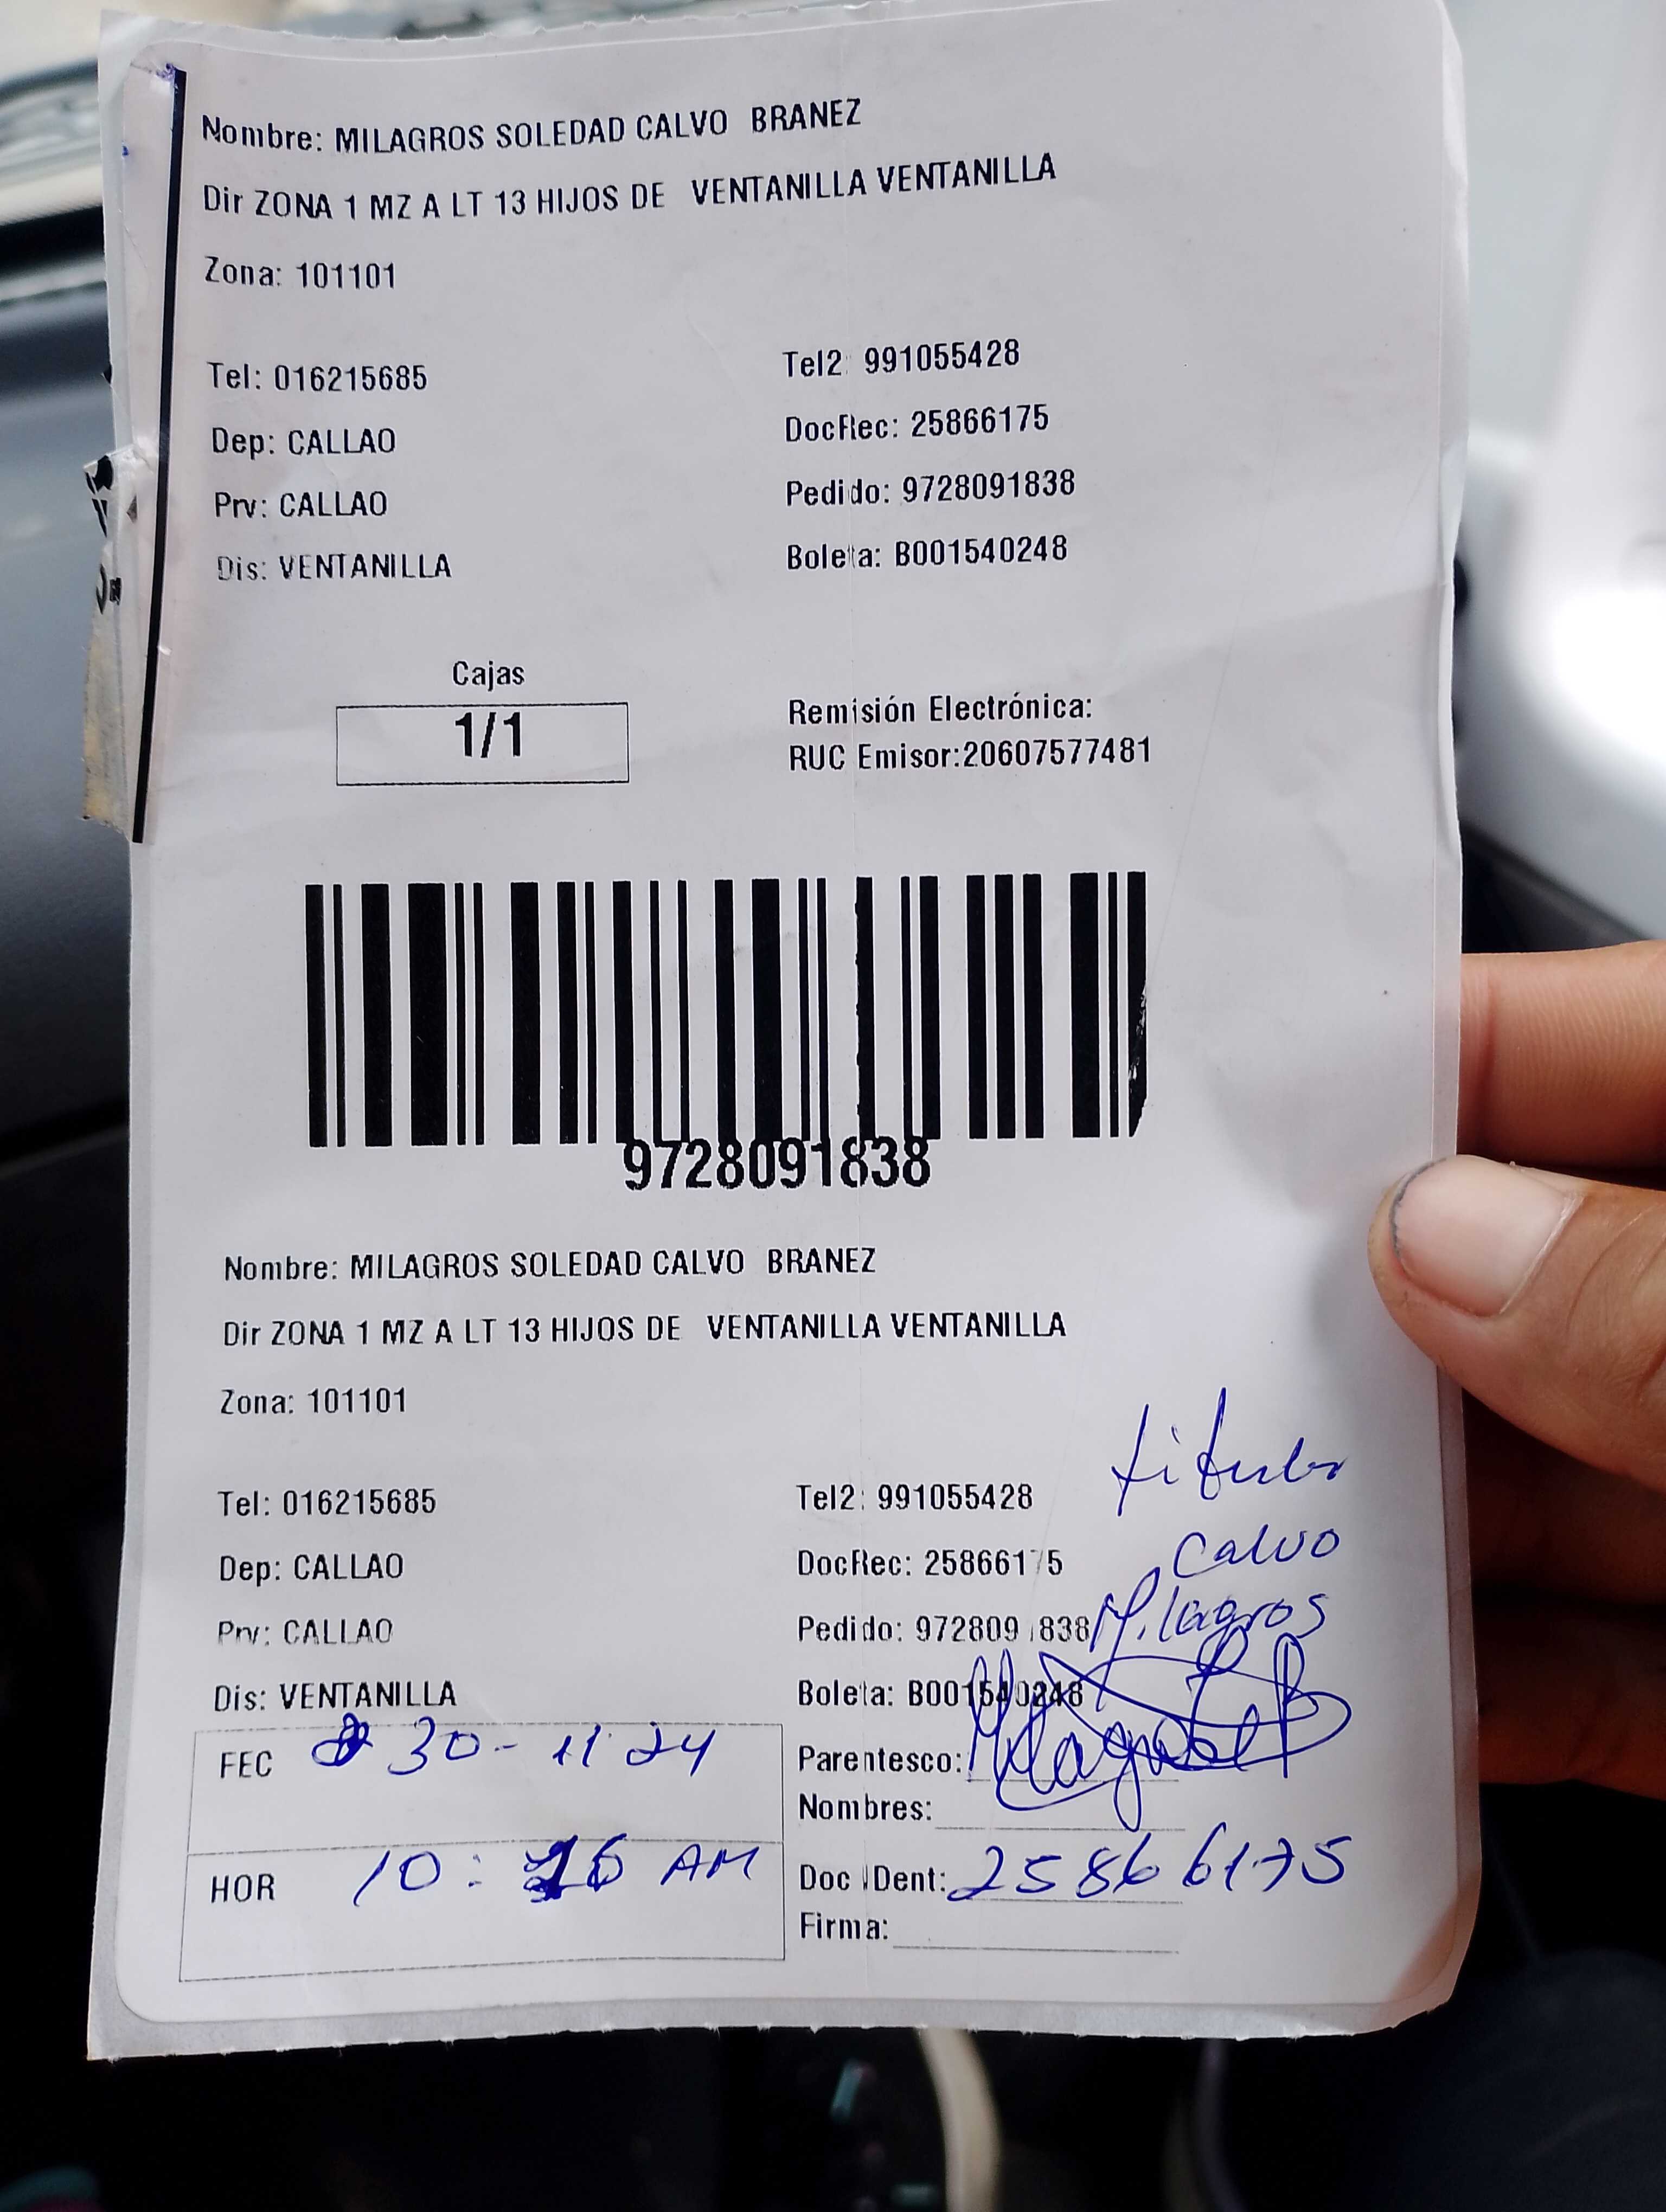 Nombre: MILAGROS SOLEDAD CALVO BRANEZ
Dir ZONA 1 MZ A LT 13 HIJOS DE VENTANILLA VENTANILLA
Zona: 101101
Tel: 016215685 Tel2: 991055428
Dep: CALLAO DocRec: 25866175
Prv: CALLAO Pedido: 9728091838
Dis: VENTANILLA Boleta: B001540248
Cajas
1/1
Remisión Electrónica:
RUC Emisor:20607577481
9728091838
Nombre: MILAGROS SOLEDAD CALVO BRANEZ
Dir ZONA 1 MZ A LT 13 HIJOS DE VENTANILLA VENTANILLA
Zona: 101101
titular
Tel: 016215685 Tel2: 991055428
Calvo
Dep: CALLAO DocRec: 25866175
Milagros
Prv: CALLAO Pedido: 9728091838
Dis: VENTANILLA Boleta: B001540248
FEC 30-11 24
Parentesco:
Nombres:
HOR 10: AM
Doc IDent: 25866175
Firma: